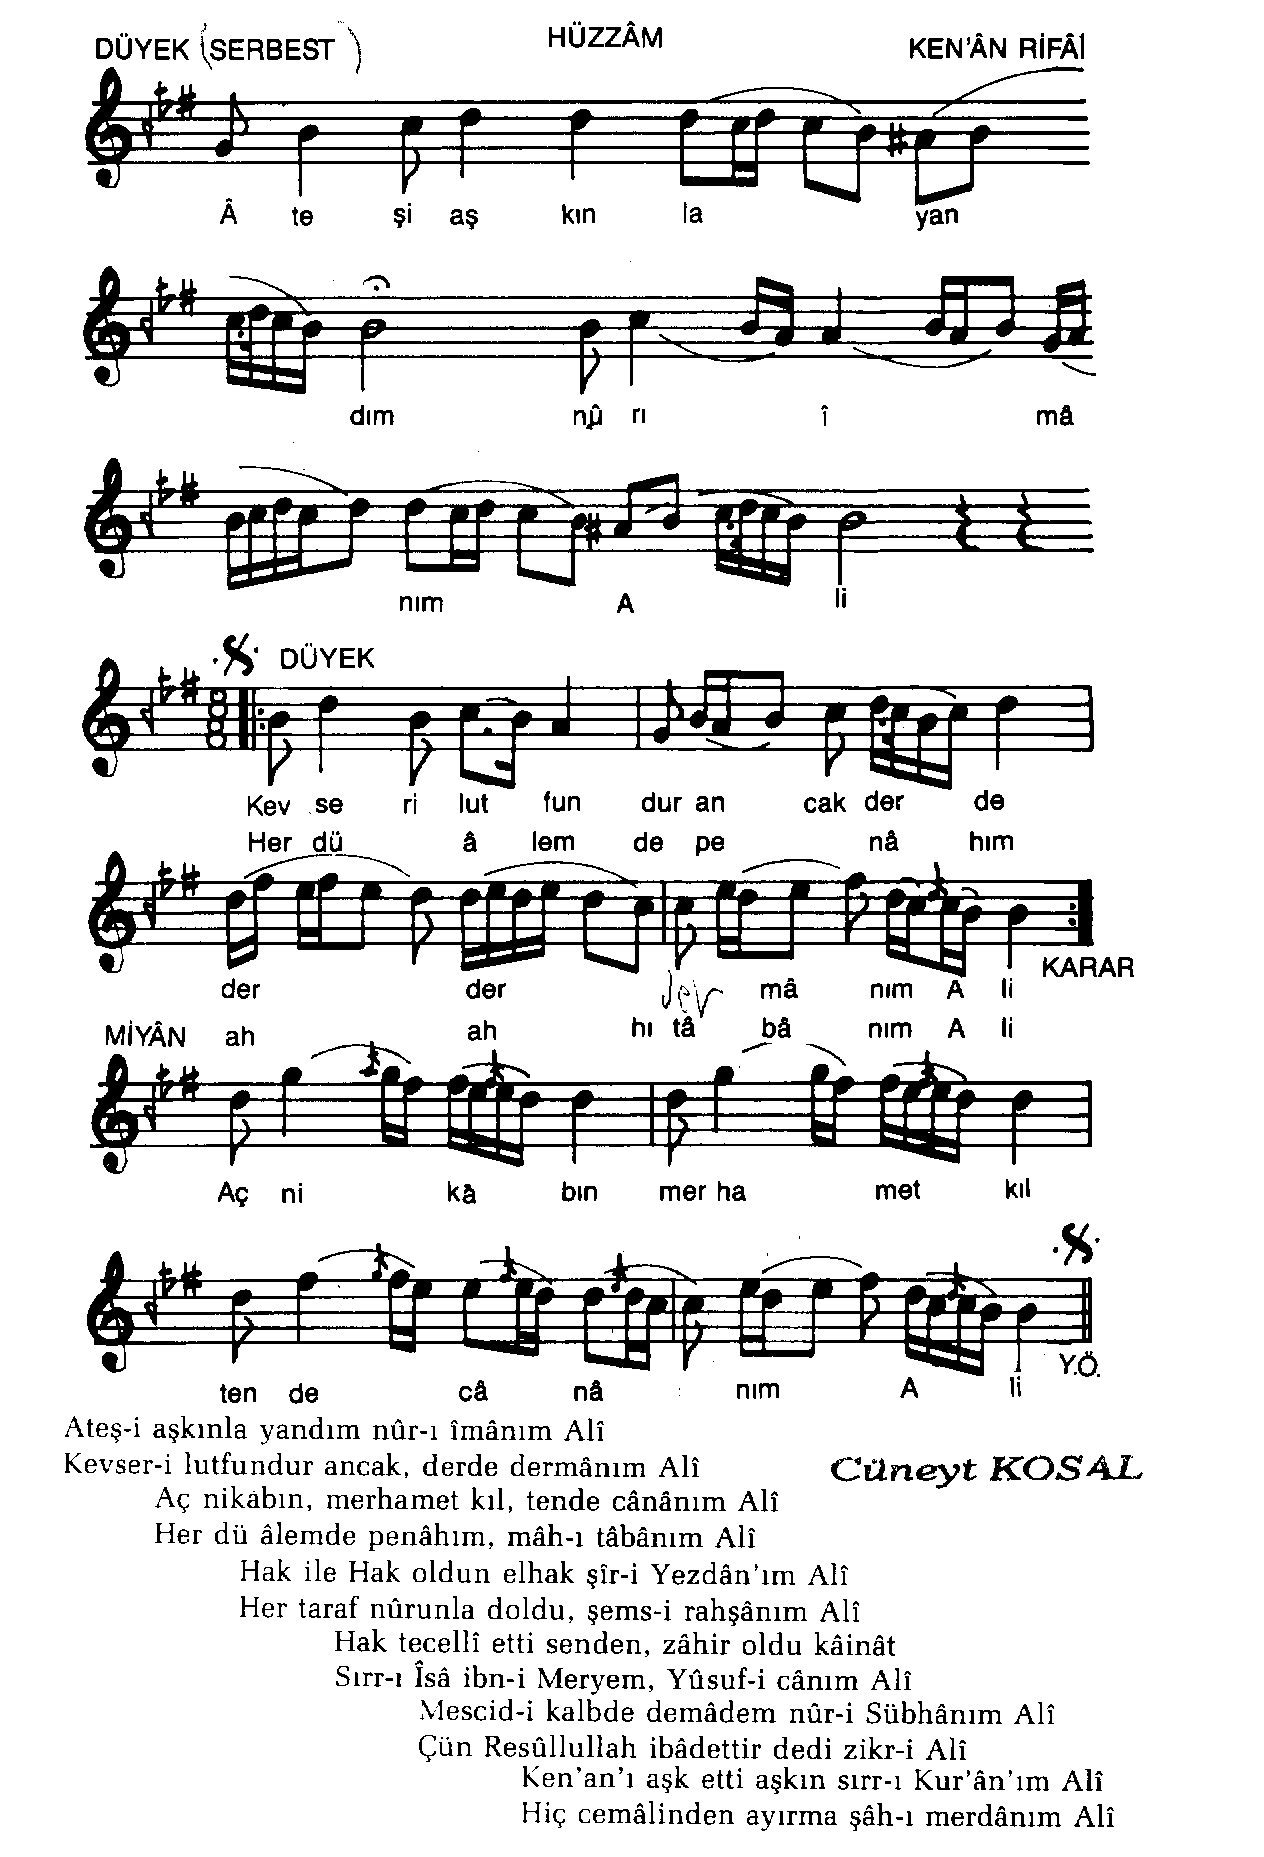 DÜYEK (SERBEST) HÜZZÂM KEN'ÂN RİFÂİ
Â te şi aş kın la yan
dım nû rı î mâ
nım A li
DÜYEK
Kev se ri lut fun dur an cak der de
Her dü â lem de pe nâ hım
KARAR
der der der mâ nım A li
MİYÂN ah ah hı tâ bâ nım A li
Aç ni kâ bın mer ha met kıl
Y.Ö.
ten de câ nâ nım A li
Ateş-i aşkınla yandım nûr-ı îmânım Alî
Kevser-i lutfundur ancak, derde dermânım Alî
Cüneyt KOSAL
Aç nikabın, merhamet kıl, tende cânânım Alî
Her dü âlemde penâhım, mâh-ı tâbânım Alî
Hak ile Hak oldun elhak şîr-i Yezdân'ım Alî
Her taraf nûrunla doldu, şems-i rahşânım Alî
Hak tecellî etti senden, zâhir oldu kâinât
Sırr-ı Îsâ ibn-i Meryem, Yûsuf-i cânım Alî
Mescid-i kalbde demâdem nûr-i Sübhânım Alî
Çün Resûllullah ibâdettir dedi zikr-i Alî
Ken'an'ı aşk etti aşkın sırr-ı Kur'ân'ım Alî
Hiç cemâlinden ayırma şâh-ı merdânım Alî